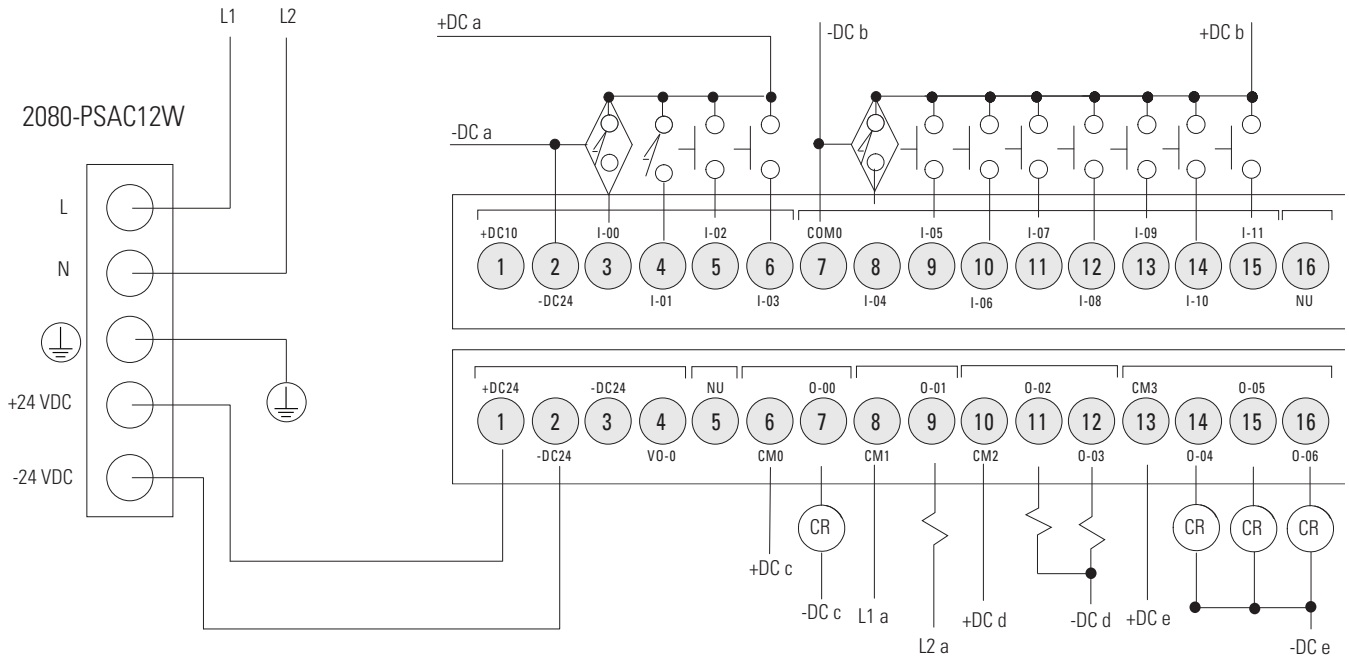 L1 L2
+DC a
-DC b
+DC b
2080-PSAC12W
-DC a
L
N
+24 VDC
-24 VDC
+DC10 I-00 I-02 COM0 I-05 I-07 I-09 I-11
1 2 3 4 5 6 7 8 9 10 11 12 13 14 15 16
-DC24 I-01 I-03 I-04 I-06 I-08 I-10 NU
+DC24 -DC24 NU O-00 O-01 O-02 CM3 O-05
1 2 3 4 5 6 7 8 9 10 11 12 13 14 15 16
-DC24 VO-0 CM0 CM1 CM2 O-03 O-04 O-06
CR CR CR CR
+DC c
-DC c L1 a +DC d -DC d +DC e
L2 a -DC e